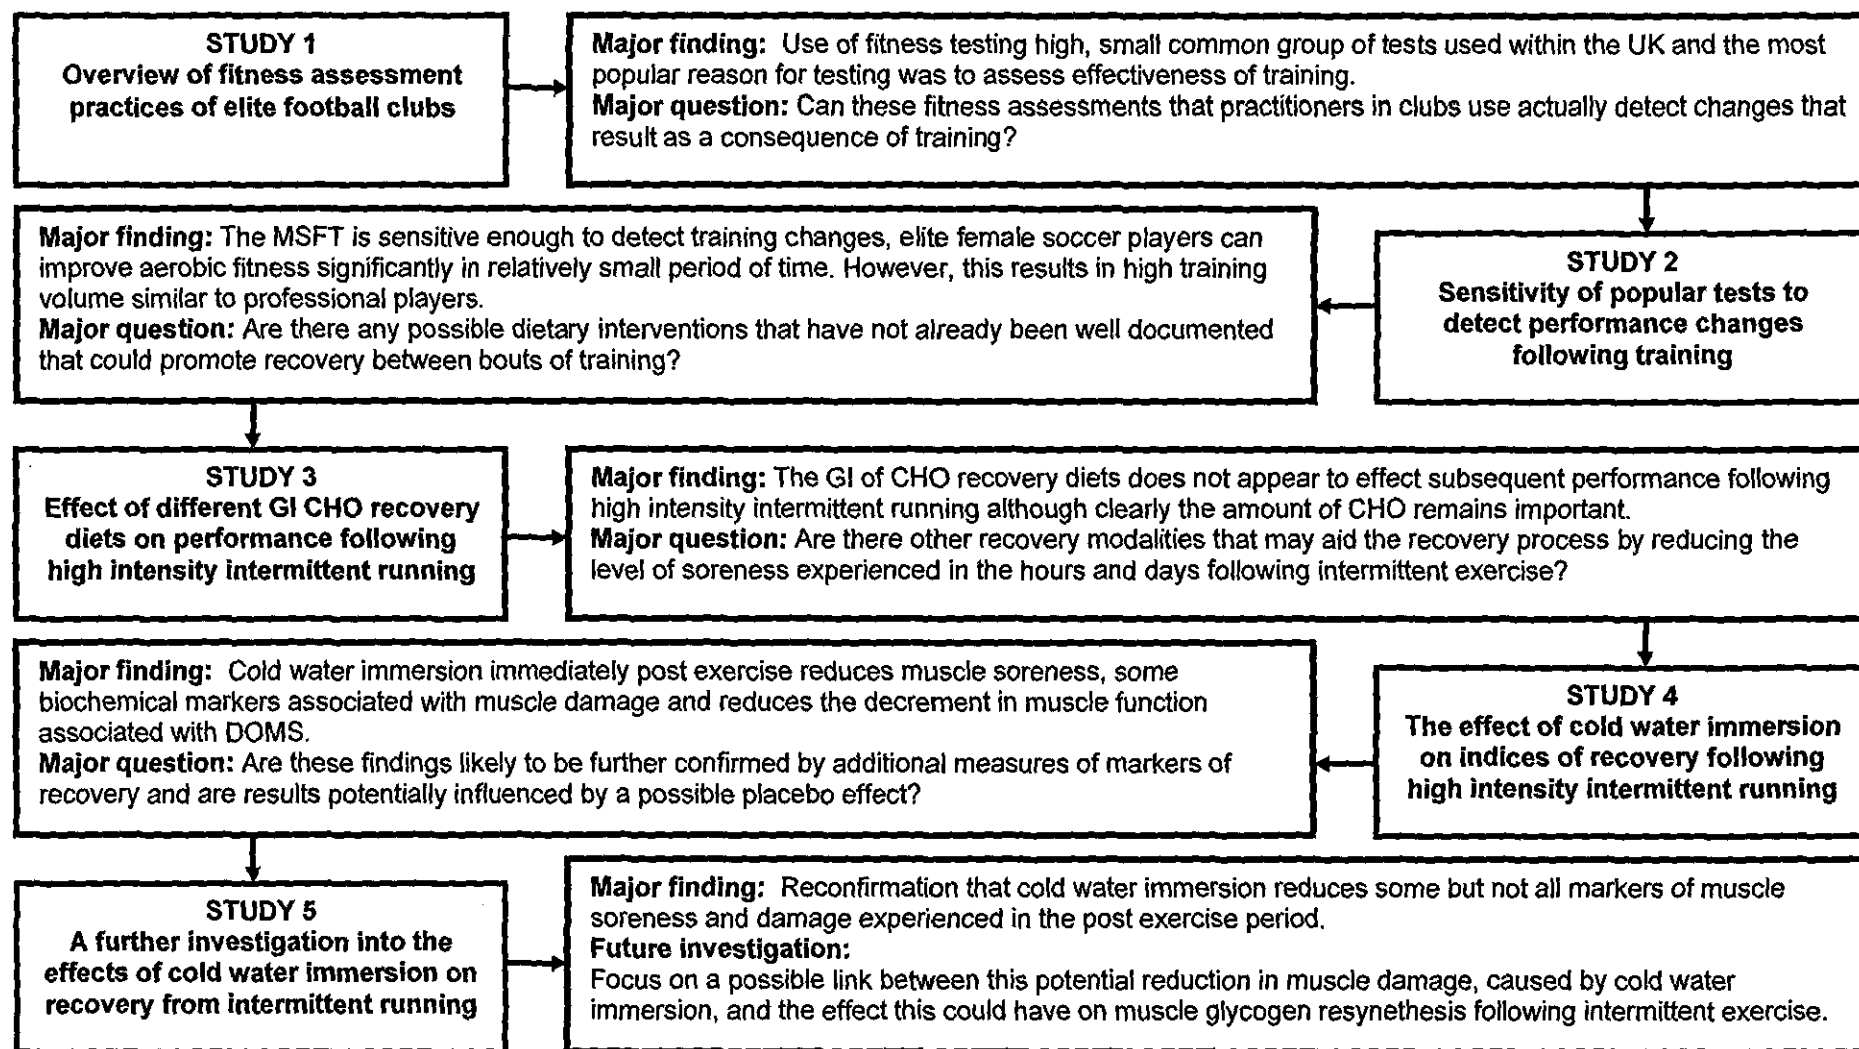 STUDY 1
Overview of fitness assessment
practices of elite football clubs
Major finding: Use of fitness testing high, small common group of tests used within the UK and the most
popular reason for testing was to assess effectiveness of training.
Major question: Can these fitness assessments that practitioners in clubs use actually detect changes that
result as a consequence of training?
STUDY 2
Sensitivity of popular tests to
detect performance changes
following training
Major finding: The MSFT is sensitive enough to detect training changes, elite female soccer players can
improve aerobic fitness significantly in relatively small period of time. However, this results in high training
volume similar to professional players.
Major question: Are there any possible dietary interventions that have not already been well documented
that could promote recovery between bouts of training?
STUDY 3
Effect of different GI CHO recovery
diets on performance following
high intensity intermittent running
Major finding: The GI of CHO recovery diets does not appear to effect subsequent performance following
high intensity intermittent running although clearly the amount of CHO remains important.
Major question: Are there other recovery modalities that may aid the recovery process by reducing the
level of soreness experienced in the hours and days following intermittent exercise?
STUDY 4
The effect of cold water immersion
on indices of recovery following
high intensity intermittent running
Major finding: Cold water immersion immediately post exercise reduces muscle soreness, some
biochemical markers associated with muscle damage and reduces the decrement in muscle function
associated with DOMS.
Major question: Are these findings likely to be further confirmed by additional measures of markers of
recovery and are results potentially influenced by a possible placebo effect?
STUDY 5
A further investigation into the
effects of cold water immersion on
recovery from intermittent running
Major finding: Reconfirmation that cold water immersion reduces some but not all markers of muscle
soreness and damage experienced in the post exercise period.
Future investigation:
Focus on a possible link between this potential reduction in muscle damage, caused by cold water
immersion, and the effect this could have on muscle glycogen resynethesis following intermittent exercise.